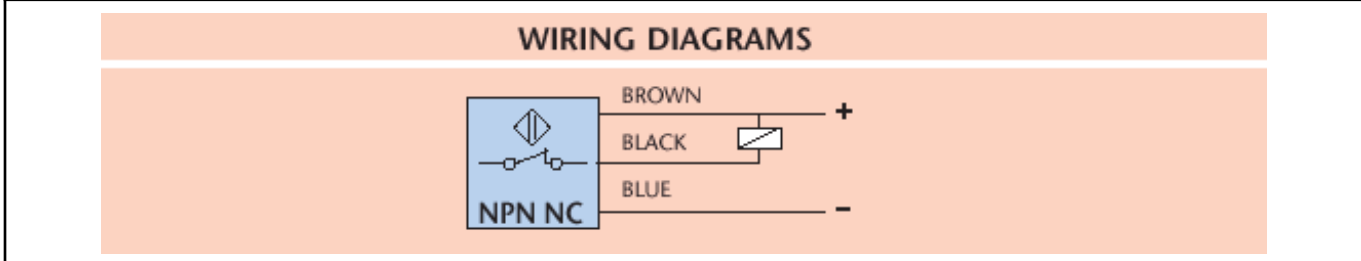 WIRING DIAGRAMS
BROWN
+
BLACK
BLUE
NPN NC
-